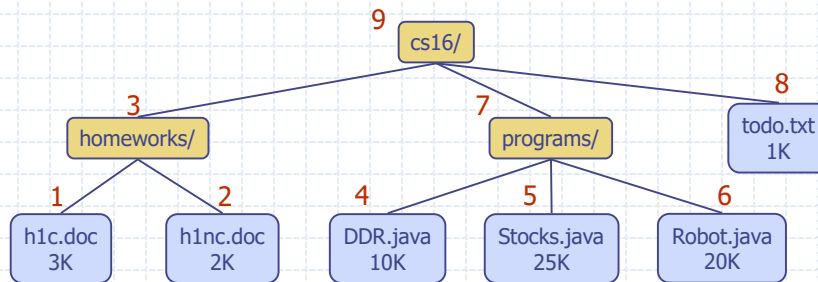 9
cs16/
3
7
8
homeworks/
programs/
todo.txt
1K
1
2
4
5
6
h1c.doc
3K
h1nc.doc
2K
DDR.java
10K
Stocks.java
25K
Robot.java
20K